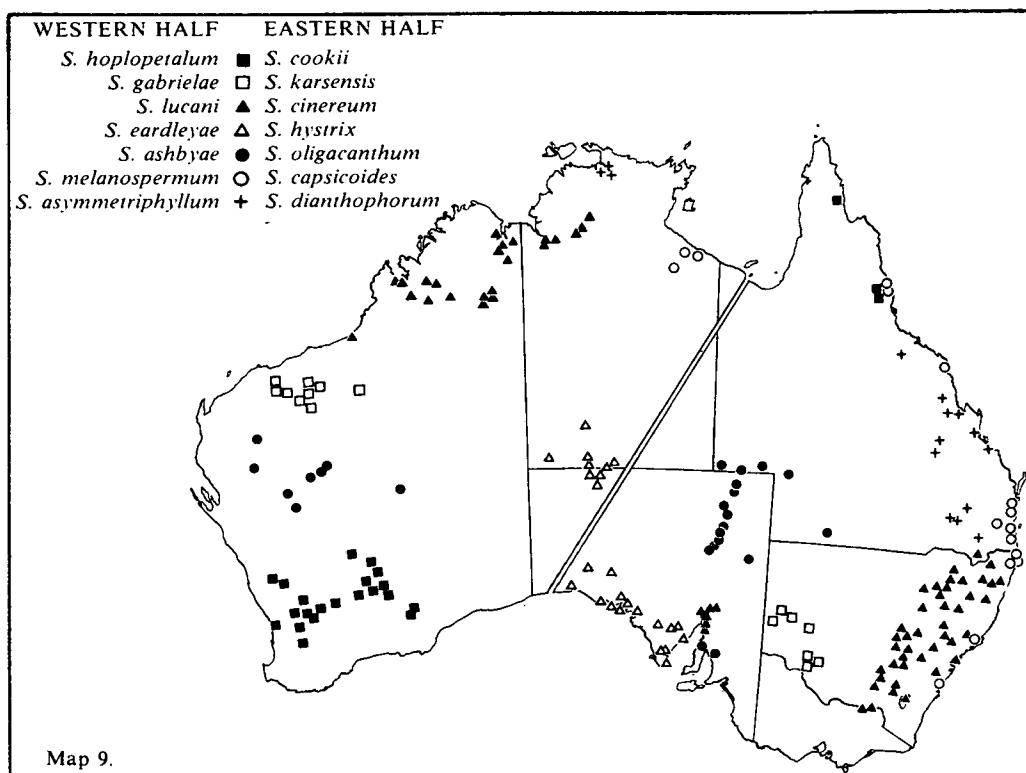 WESTERN HALF EASTERN HALF
S. hoplopetalum ■ S. cookii
S. gabrielae □ S. karsensis
S. lucani ▲ S. cinereum
S. eardleyae △ S. hystrix
S. ashbyae ● S. oligacanthum
S. melanospermum ○ S. capsicoides
S. asymmetriphyllum + S. dianthophorum
Map 9.